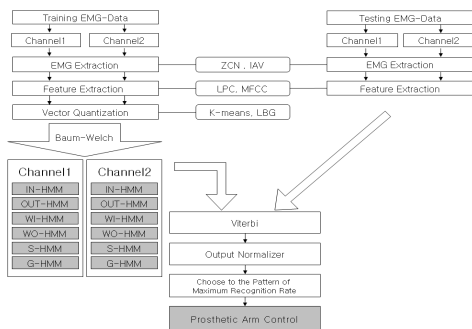 Training EMG-Data
Channel1
Channel2
EMG Extraction
Feature Extraction
Vector Quantization
ZCN , IAV
LPC, MFCC
K-means, LBG
Testing EMG-Data
Channel1
Channel2
EMG Extraction
Feature Extraction
Baum-Welch
Channel1
IN-HMM
OUT-HMM
WI-HMM
WO-HMM
S-HMM
G-HMM
Channel2
IN-HMM
OUT-HMM
WI-HMM
WO-HMM
S-HMM
G-HMM
Viterbi
Output Normalizer
Choose to the Pattern of
Maximum Recognition Rate
Prosthetic Arm Control